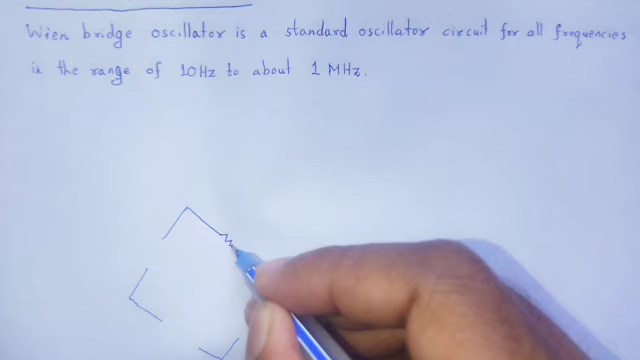 Wien bridge oscillator is a standard oscillator circuit for all frequencies
in the range of 10Hz to about 1 MHz.